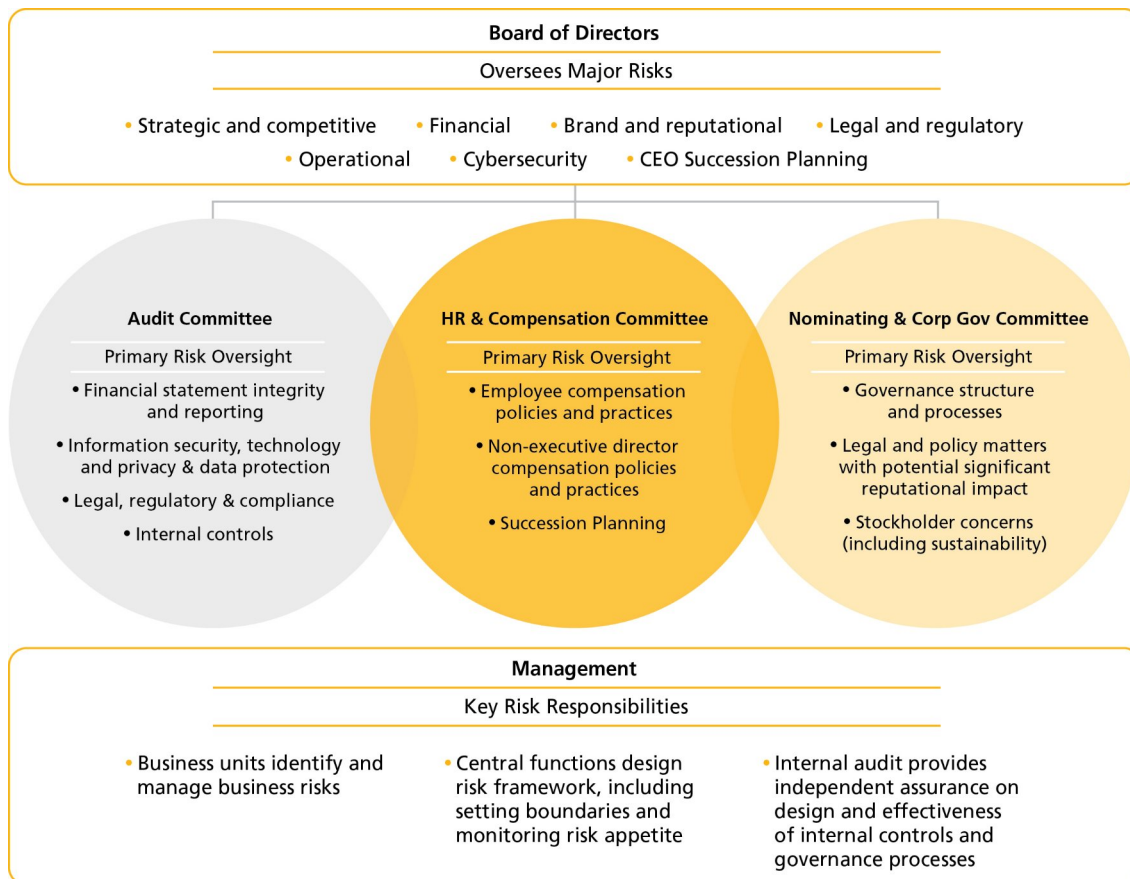 Board of Directors
Oversees Major Risks
• Strategic and competitive • Financial • Brand and reputational • Legal and regulatory
• Operational • Cybersecurity • CEO Succession Planning
Audit Committee
Primary Risk Oversight
• Financial statement integrity
and reporting
• Information security, technology
and privacy & data protection
• Legal, regulatory & compliance
• Internal controls
HR & Compensation Committee
Primary Risk Oversight
• Employee compensation
policies and practices
• Non-executive director
compensation policies
and practices
• Succession Planning
Nominating & Corp Gov Committee
Primary Risk Oversight
• Governance structure
and processes
• Legal and policy matters
with potential significant
reputational impact
• Stockholder concerns
(including sustainability)
Management
Key Risk Responsibilities
• Business units identify and
manage business risks
• Central functions design
risk framework, including
setting boundaries and
monitoring risk appetite
• Internal audit provides
independent assurance on
design and effectiveness
of internal controls and
governance processes